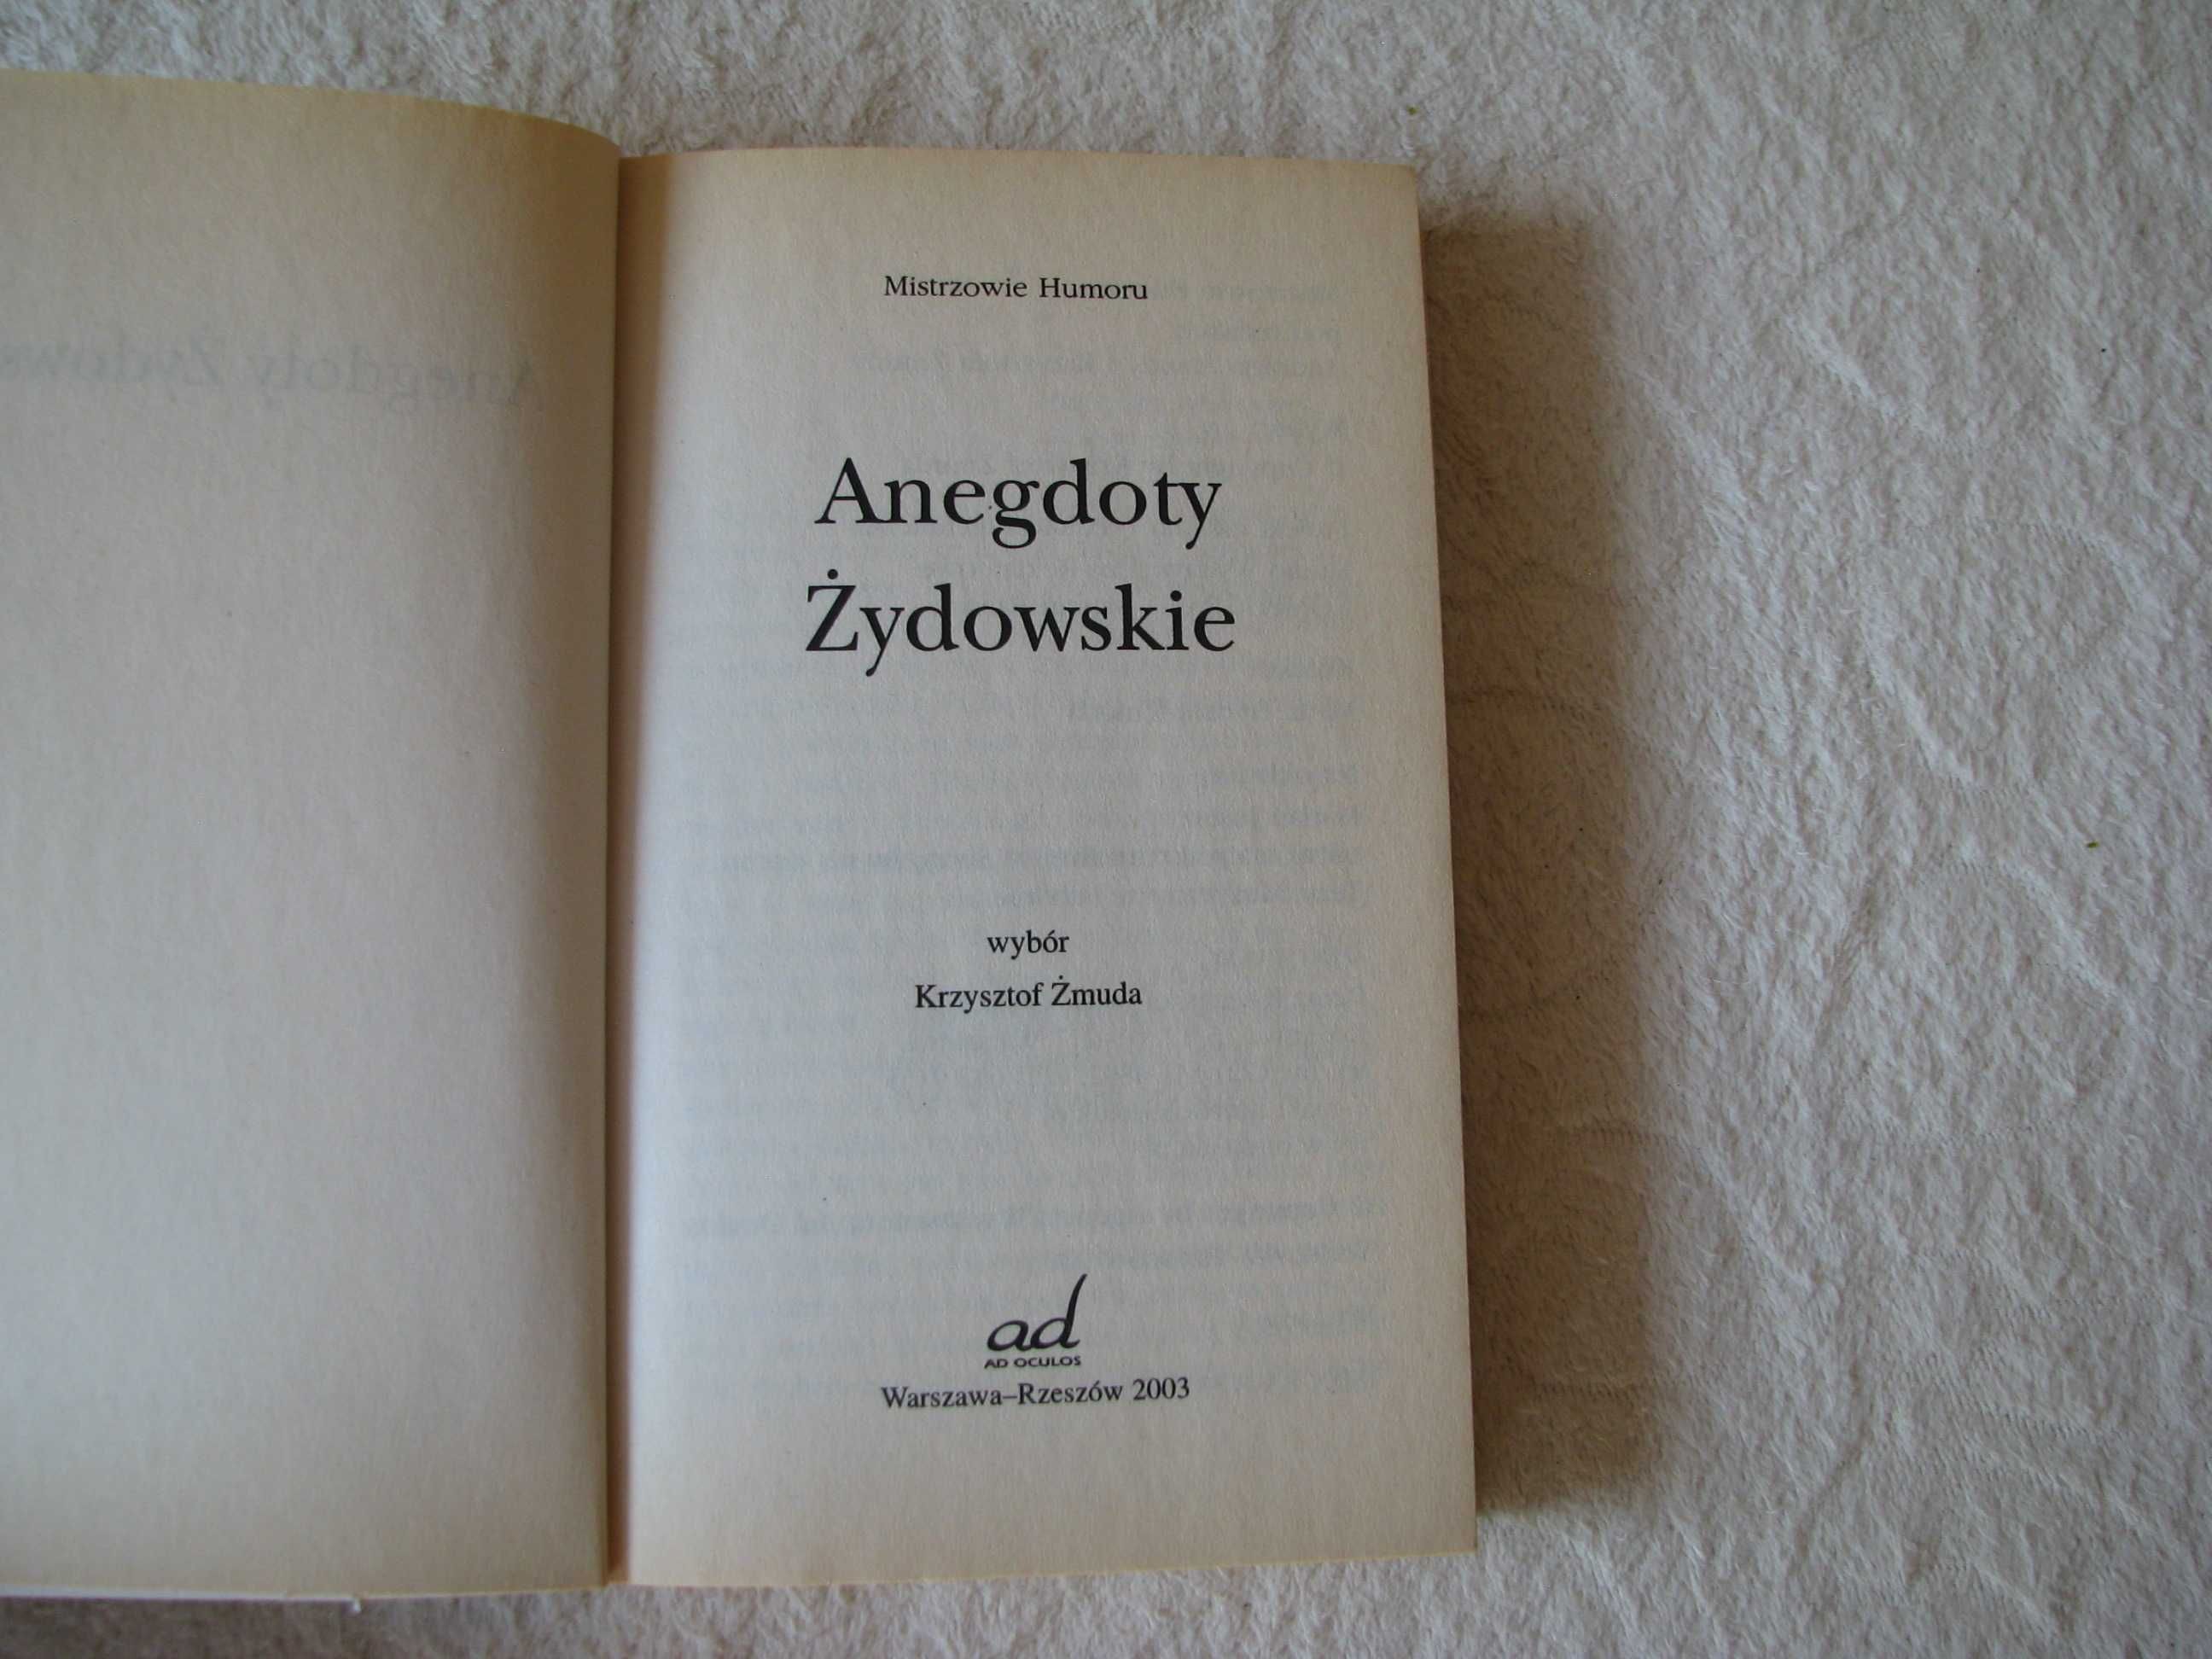 Mistrzowie Humoru
Anegdoty
Żydowskie
wybór
Krzysztof Żmuda
ad
AD OCULOS
Warszawa–Rzeszów 2003